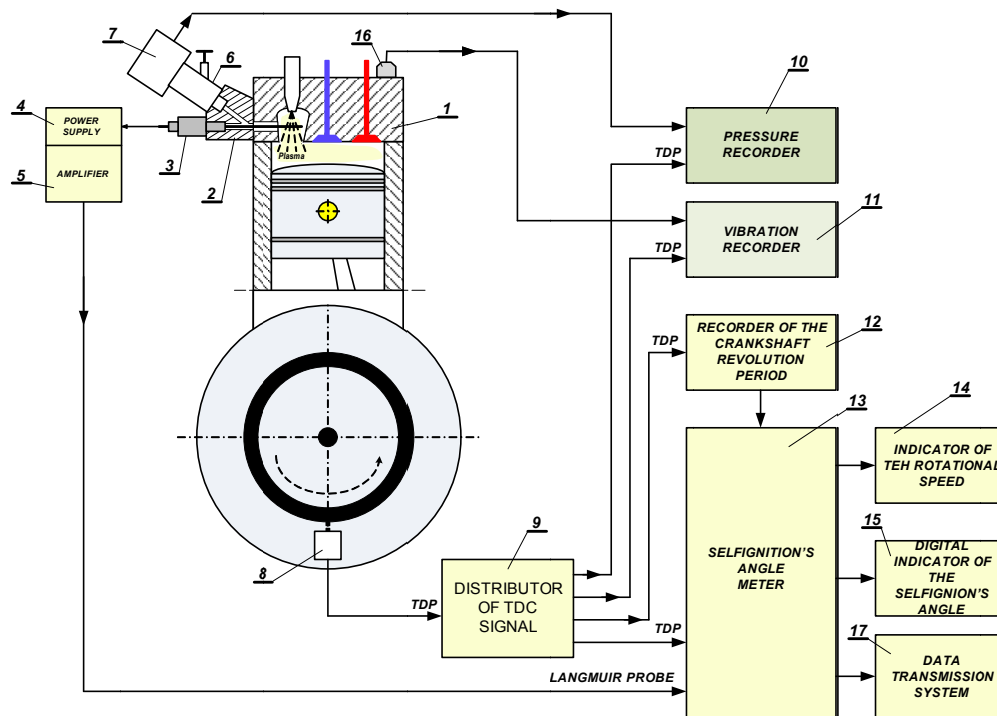 7
6
16
1
10
4
POWER
SUPPLY
PRESSURE
RECORDER
Plasma
TDP
3
5
AMPLIFIER
2
11
VIBRATION
RECORDER
TDP
12
RECORDER OF THE
CRANKSHAFT
REVOLUTION
PERIOD
TDP
13
14
INDICATOR OF
TEH ROTATIONAL
SPEED
15
DIGITAL
INDICATOR OF
THE
SELFIGNION'S
ANGLE
SELFIGNITION'S
ANGLE
METER
8
9
DISTRIBUTOR
OF TDC
SIGNAL
TDP
TDP
17
DATA
TRANSMISSION
SYSTEM
LANGMUIR PROBE